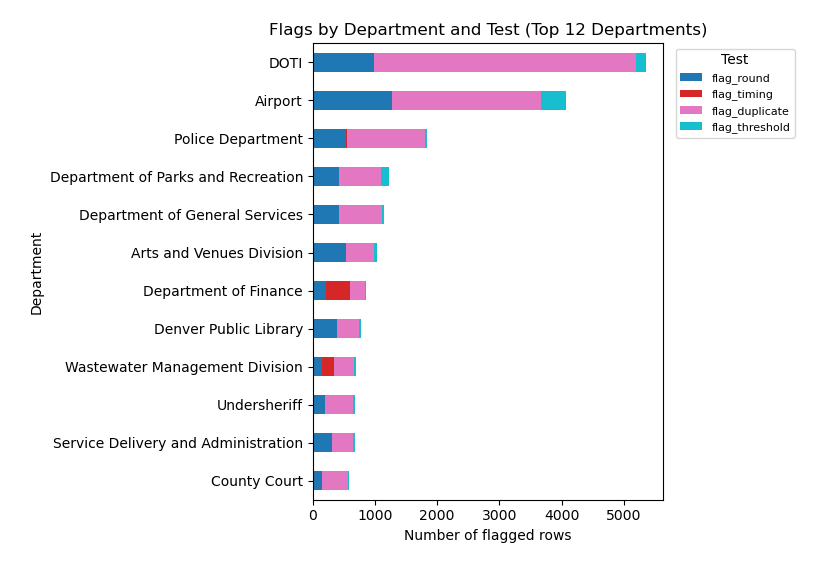 Flags by Department and Test (Top 12 Departments)
DOTI
Airport
Police Department
Department of Parks and Recreation
Department of General Services
Arts and Venues Division
Department of Finance
Denver Public Library
Wastewater Management Division
Undersheriff
Service Delivery and Administration
County Court
Department
0 1000 2000 3000 4000 5000
Number of flagged rows
Test
flag_round
flag_timing
flag_duplicate
flag_threshold